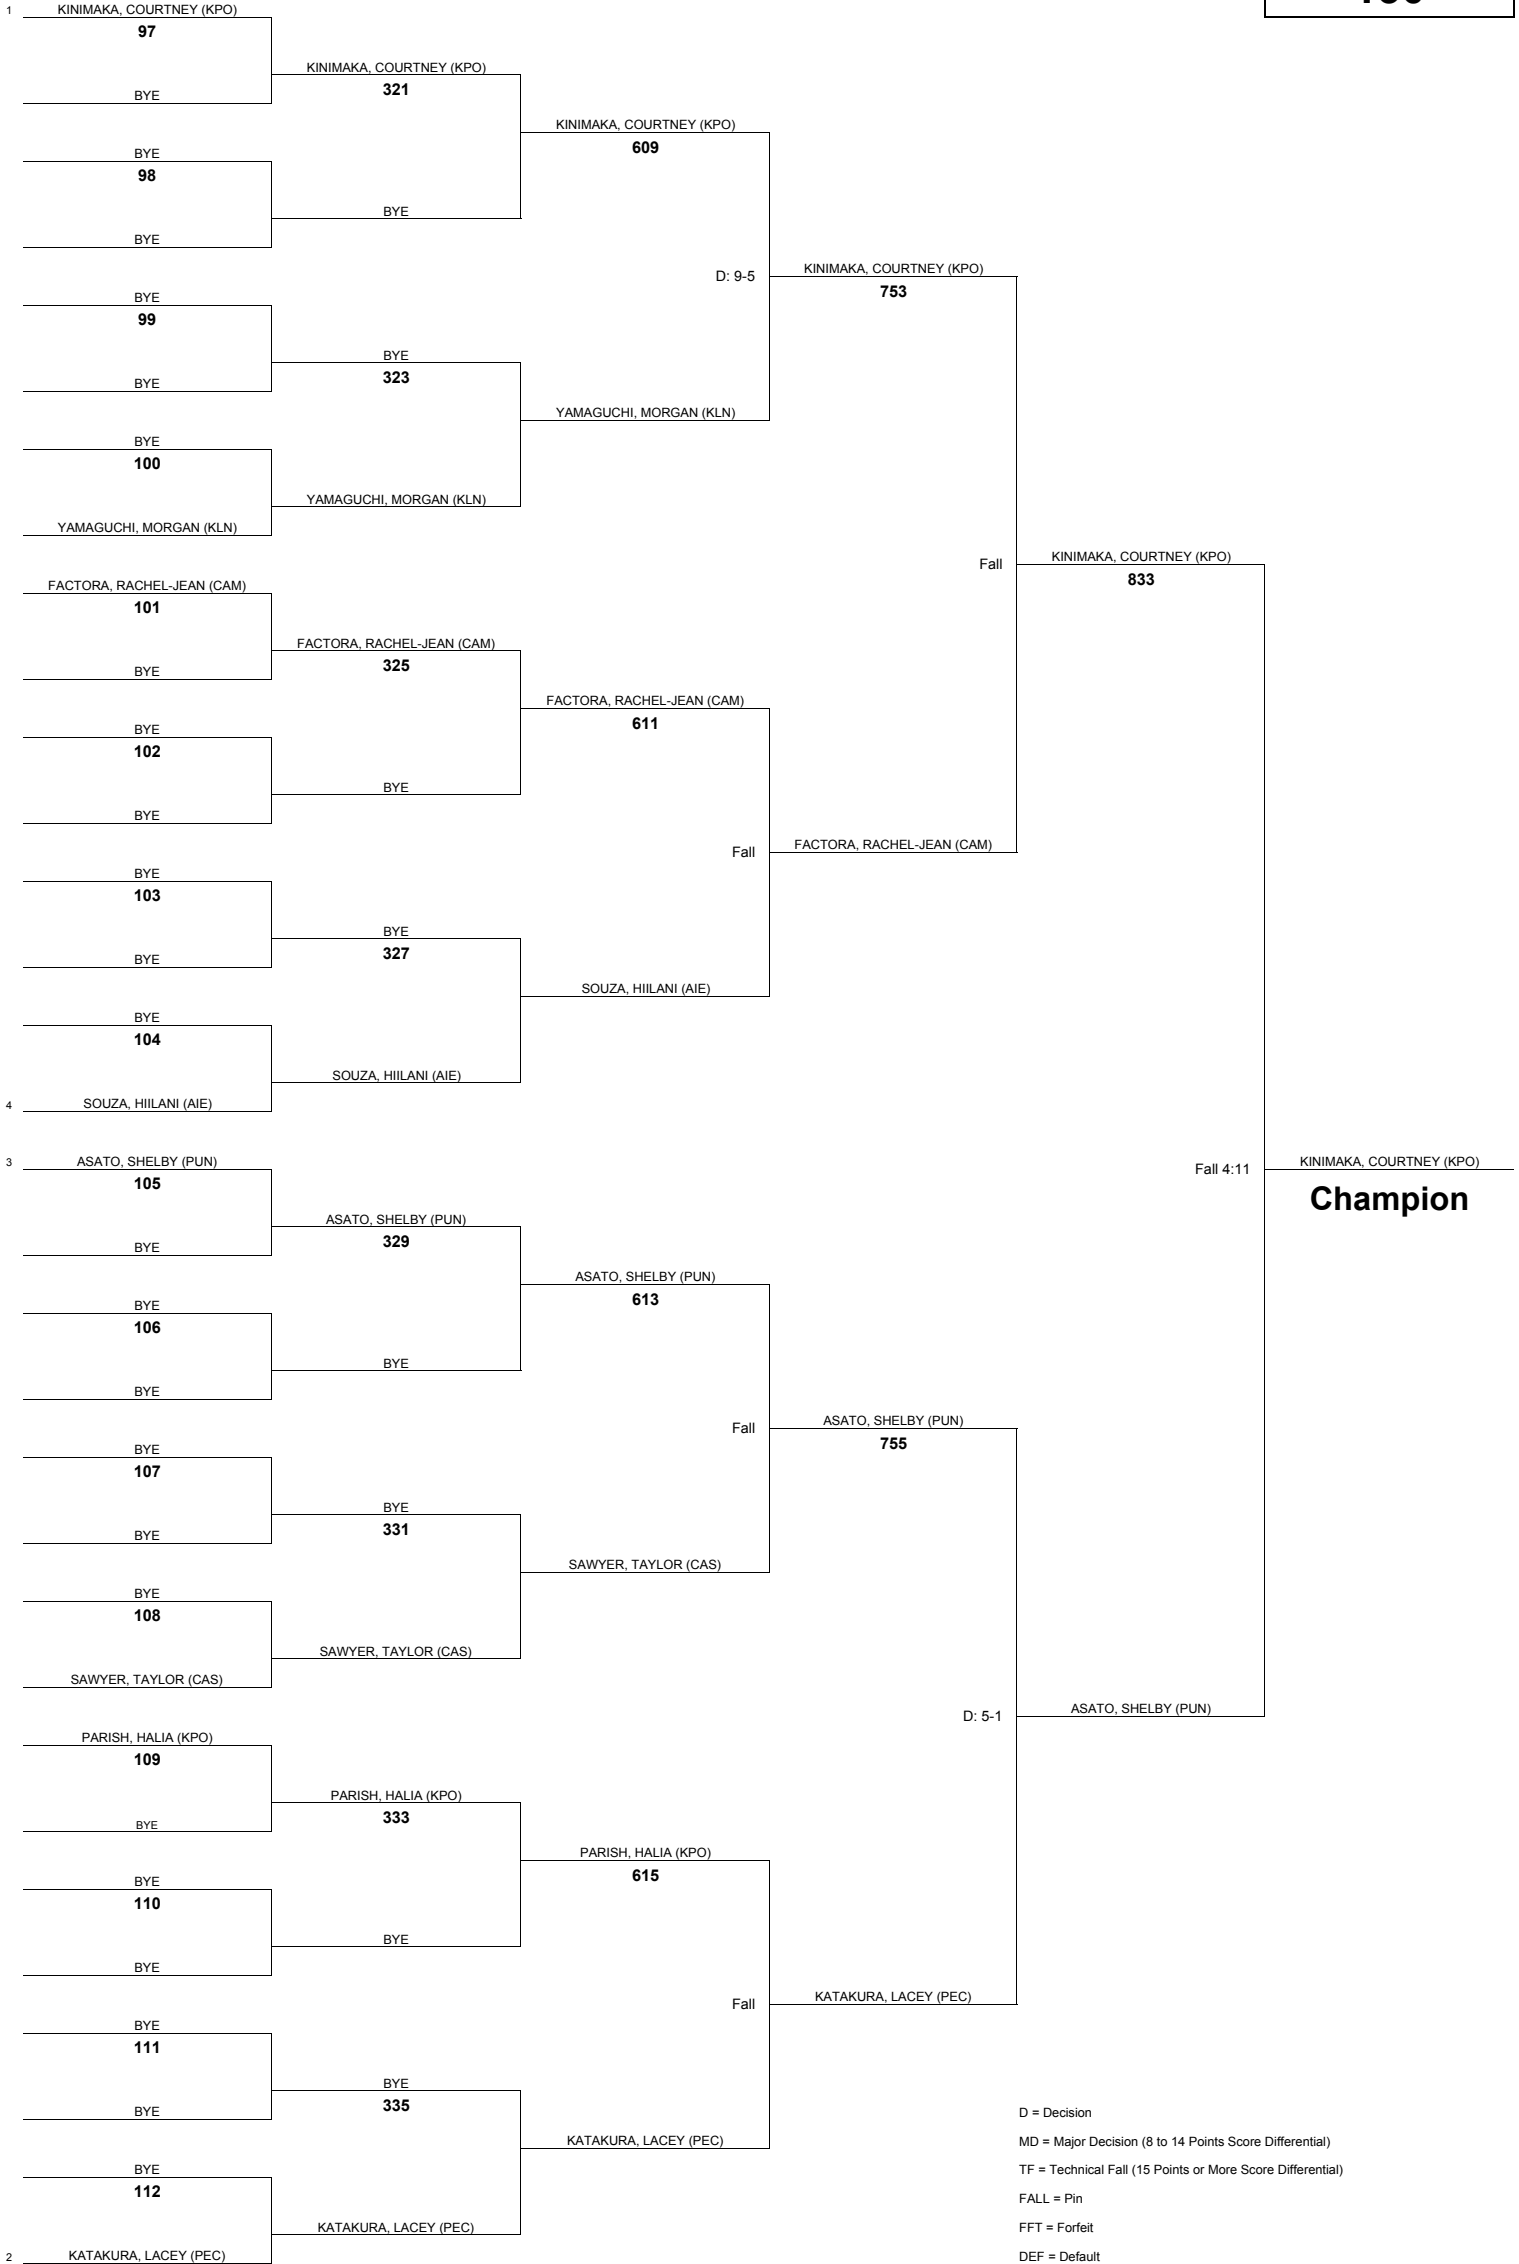 1 KINIMAKA, COURTNEY (KPO)
97
BYE
KINIMAKA, COURTNEY (KPO)
321
BYE
98
BYE
BYE
KINIMAKA, COURTNEY (KPO)
609
BYE
99
BYE
BYE
323
BYE
100
YAMAGUCHI, MORGAN (KLN)
YAMAGUCHI, MORGAN (KLN)
YAMAGUCHI, MORGAN (KLN)
D: 9-5
KINIMAKA, COURTNEY (KPO)
753
FACTORA, RACHEL-JEAN (CAM)
101
BYE
FACTORA, RACHEL-JEAN (CAM)
325
BYE
102
BYE
BYE
FACTORA, RACHEL-JEAN (CAM)
611
BYE
103
BYE
BYE
327
BYE
104
4 SOUZA, HIILANI (AIE)
SOUZA, HIILANI (AIE)
SOUZA, HIILANI (AIE)
Fall
FACTORA, RACHEL-JEAN (CAM)
Fall
KINIMAKA, COURTNEY (KPO)
833
3 ASATO, SHELBY (PUN)
105
BYE
ASATO, SHELBY (PUN)
329
BYE
106
BYE
BYE
ASATO, SHELBY (PUN)
613
BYE
107
BYE
BYE
331
BYE
108
SAWYER, TAYLOR (CAS)
SAWYER, TAYLOR (CAS)
SAWYER, TAYLOR (CAS)
Fall
ASATO, SHELBY (PUN)
755
PARISH, HALIA (KPO)
109
BYE
PARISH, HALIA (KPO)
333
BYE
110
BYE
BYE
PARISH, HALIA (KPO)
615
BYE
111
BYE
BYE
335
BYE
112
2 KATAKURA, LACEY (PEC)
KATAKURA, LACEY (PEC)
KATAKURA, LACEY (PEC)
Fall
KATAKURA, LACEY (PEC)
D: 5-1
ASATO, SHELBY (PUN)
Fall 4:11
KINIMAKA, COURTNEY (KPO)
Champion
D = Decision
MD = Major Decision (8 to 14 Points Score Differential)
TF = Technical Fall (15 Points or More Score Differential)
FALL = Pin
FFT = Forfeit
DEF = Default